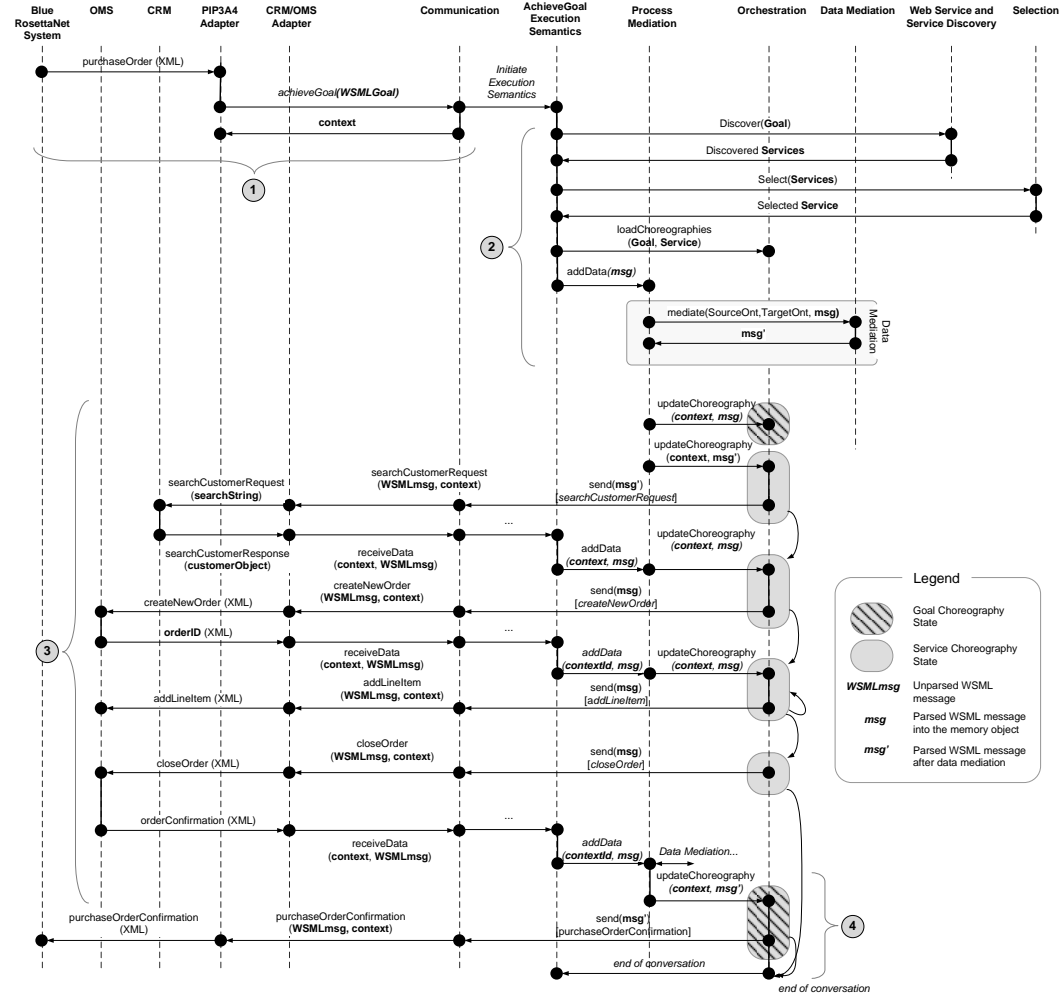 Blue
RosettaNet
System
OMS
CRM
PIP3A4
Adapter
CRM/OMS
Adapter
Communication
AchieveGoal
Execution
Semantics
Process
Mediation
Orchestration
Data Mediation
Web Service and
Service Discovery
Selection
purchaseOrder (XML)
achieveGoal(WSMLGoal)
Initiate
Execution
Semantics
context
Discover(Goal)
Discovered Services
1
Select(Services)
Selected Service
2
loadChoreographies
(Goal, Service)
addData(msg)
mediate(SourceOnt,TargetOnt, msg)
msg'
Data
Mediation
updateChoreography
(context, msg)
updateChoreography
(context, msg')
searchCustomerRequest
(WSMLmsg, context)
searchCustomerRequest
(searchString)
send(msg')
[searchCustomerRequest]
...
updateChoreography
(context, msg)
searchCustomerResponse
(customerObject)
receiveData
(context, WSMLmsg)
addData
(context, msg)
createNewOrder
(WSMLmsg, context)
createNewOrder (XML)
send(msg)
[createNewOrder]
orderID (XML)
...
3
receiveData
(context, WSMLmsg)
addData
(contextId, msg)
updateChoreography
(context, msg)
addLineItem
(WSMLmsg, context)
addLineItem (XML)
send(msg)
[addLineItem]
closeOrder
(WSMLmsg, context)
closeOrder (XML)
send(msg)
[closeOrder]
orderConfirmation (XML)
...
receiveData
(context, WSMLmsg)
addData
(contextId, msg)
Data Mediation...
updateChoreography
(context, msg')
purchaseOrderConfirmation
(XML)
purchaseOrderConfirmation
(WSMLmsg, context)
send(msg')
[purchaseOrderConfirmation]
4
end of conversation
end of conversation
Legend
Goal Choreography
State
Service Choreography
State
WSMLmsg Unparsed WSML
message
msg Parsed WSML message
into the memory object
msg' Parsed WSML message
after data mediation